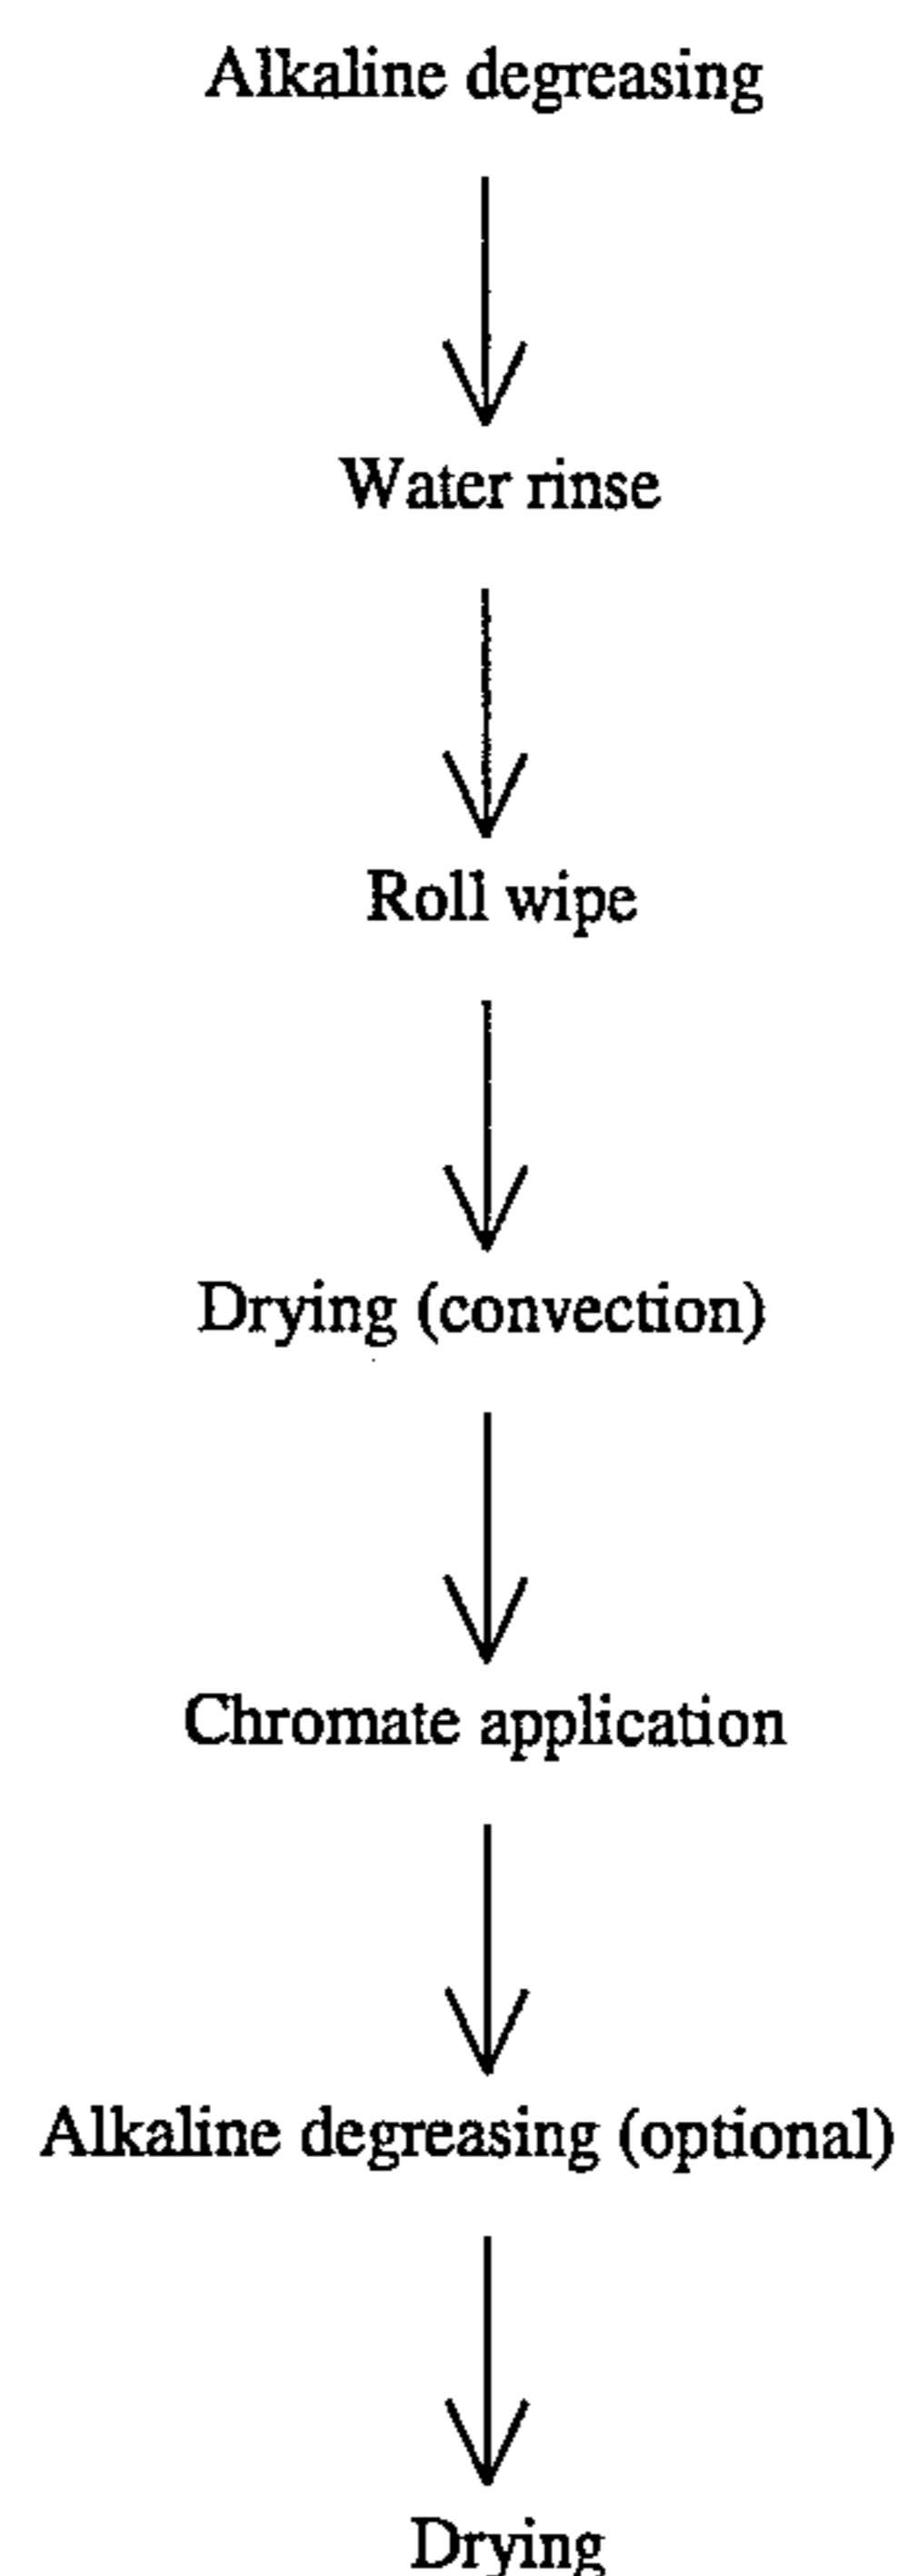 Alkaline degreasing
Water rinse
Roll wipe
Drying (convection)
Chromate application
Alkaline degreasing (optional)
Drying